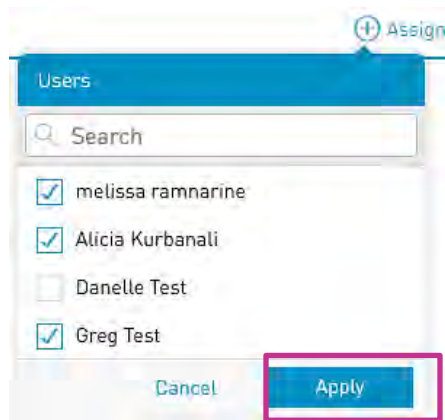 Assign
Users
Search
melissa ramnarine
Alicia Kurbanali
Danelle Test
Greg Test
Cancel Apply